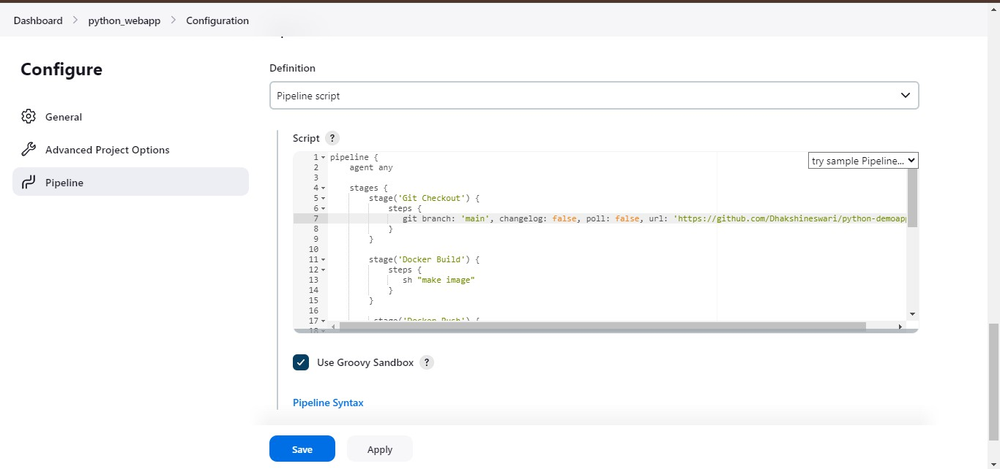 Dashboard > python_webapp > Configuration
Configure
General
Advanced Project Options
Pipeline
Definition
Pipeline script
Script ?
try sample Pipeline...
1 pipeline {
2 agent any
3
4 stages {
5 stage('Git Checkout') {
6 steps {
7 git branch: 'main', changelog: false, poll: false, url: 'https://github.com/Dhakshineswari/python-demoap
8 }
9 }
10
11 stage('Docker Build') {
12 steps {
13 sh "make image"
14 }
15 }
16
17 stage('Docker Push') {
18
Use Groovy Sandbox ?
Pipeline Syntax
Save
Apply